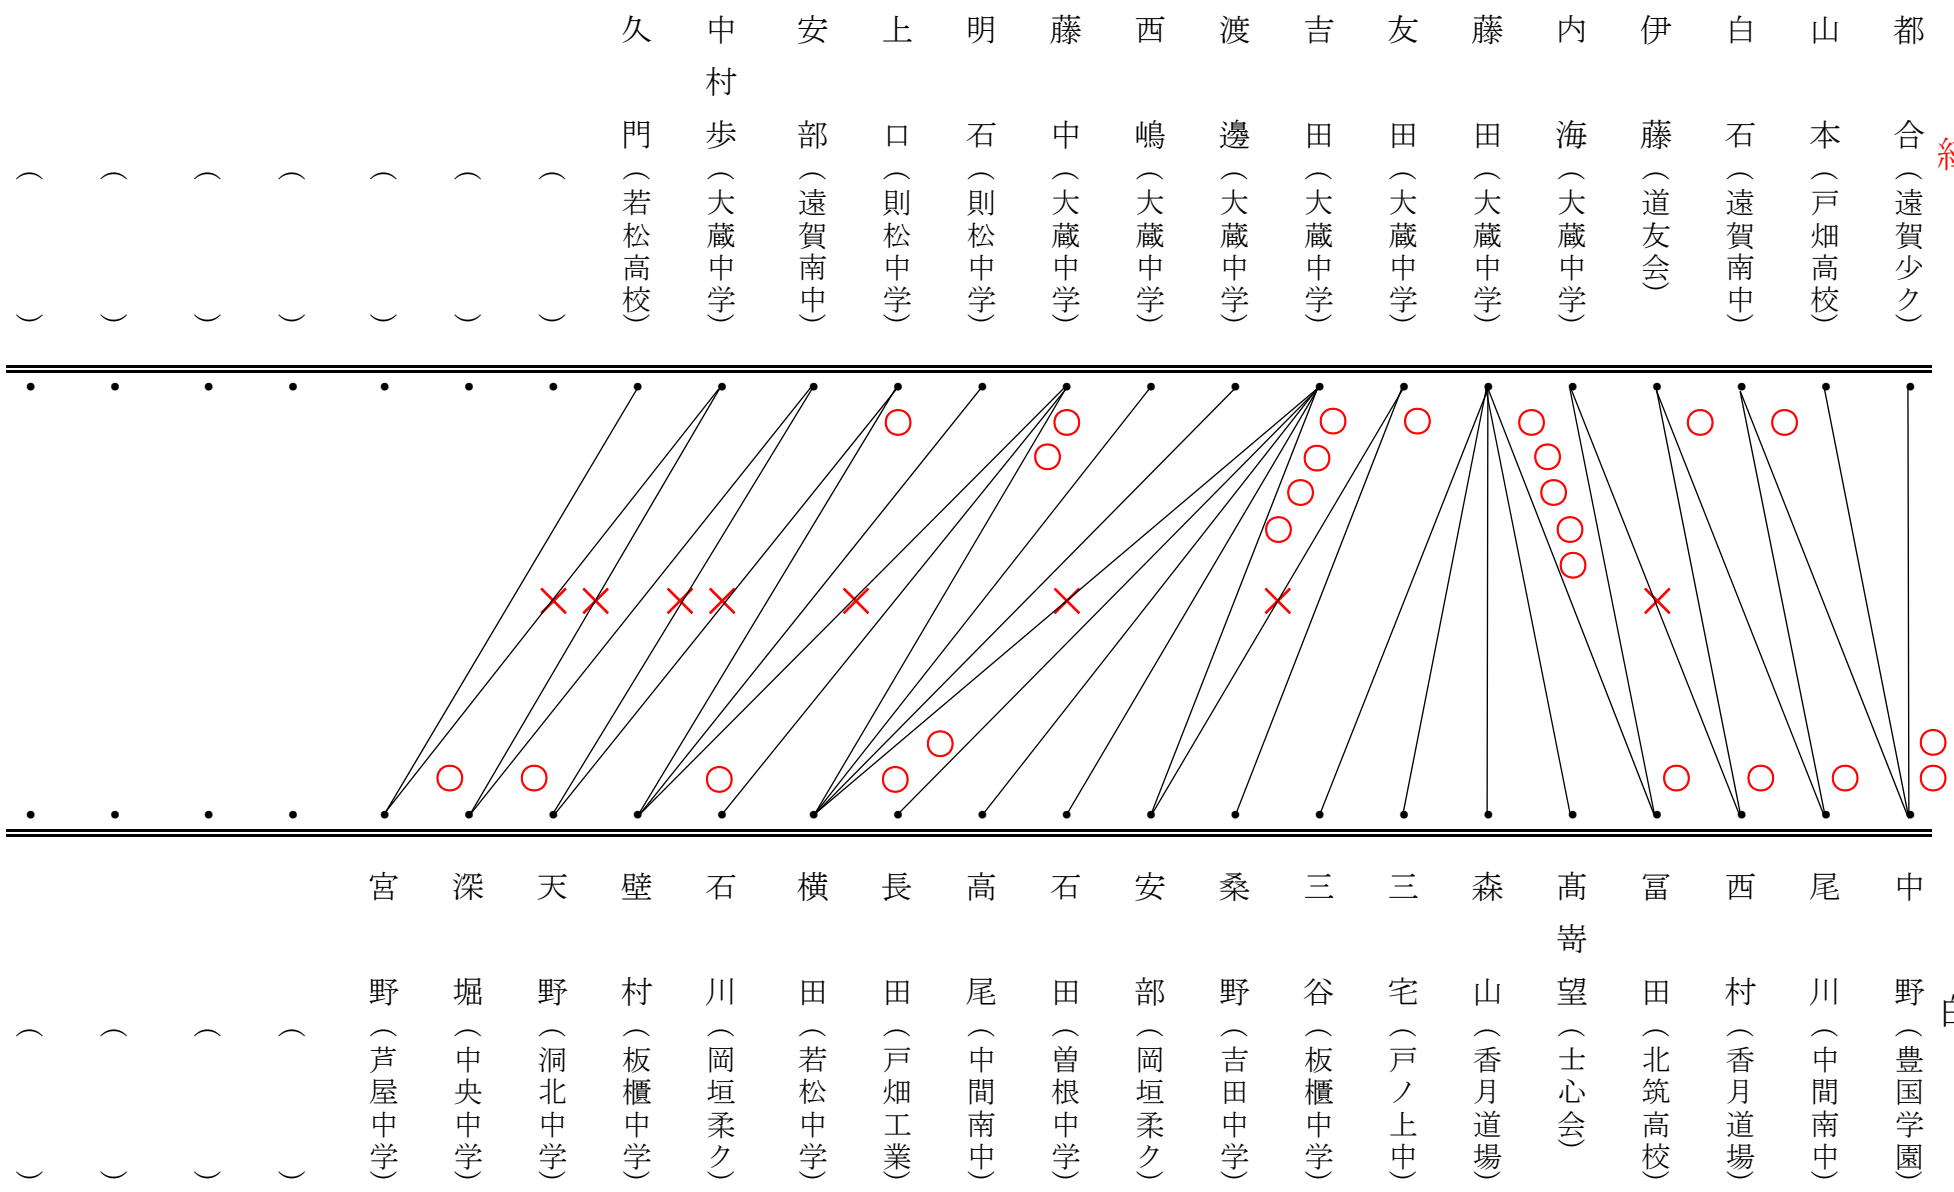 都合（遠賀少ク）
山本（戸畑高校）
白石（遠賀南中）
伊藤（道友会）
内海（大蔵中学）
藤田（大蔵中学）
友田（大蔵中学）
吉田（大蔵中学）
渡邊（大蔵中学）
西嶋（大蔵中学）
藤中（大蔵中学）
明石（則松中学）
上口（則松中学）
安部（遠賀南中）
中村歩（大蔵中学）
久門（若松高校）
（　　　　）
（　　　　）
（　　　　）
（　　　　）
（　　　　）
（　　　　）
（　　　　）
中野（豊国学園）
尾川（中間南中）
西村（香月道場）
冨田（北筑高校）
髙嵜望（士心会）
森山（香月道場）
三宅（戸ノ上中）
三谷（板櫃中学）
桑野（吉田中学）
安部（岡垣柔ク）
石田（曽根中学）
高尾（中間南中）
長田（戸畑工業）
横田（若松中学）
石川（岡垣柔ク）
壁村（板櫃中学）
天野（洞北中学）
深堀（中央中学）
宮野（芦屋中学）
（　　　　）
（　　　　）
（　　　　）
（　　　　）